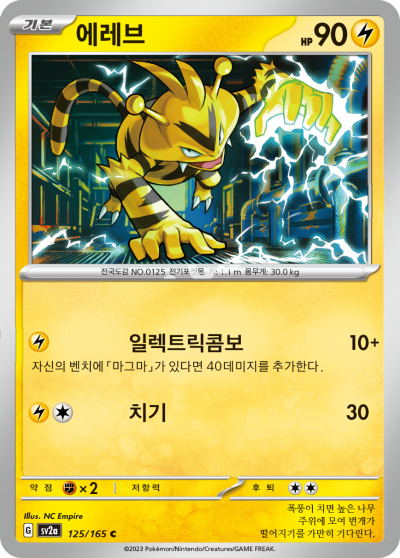 기본 에레브 HP 90
전국도감 NO.0125 전기포켓몬 키: 1.1 m 몸무게: 30.0 kg
일렉트릭콤보 10+
자신의 벤치에 「마그마」가 있다면 40데미지를 추가한다.
치기 30
약점 ×2 저항력 후퇴
Illus. NC Empire
G sv2a 125/165 C
폭풍이 치면 높은 나무
주위에 모여 번개가
떨어지기를 가만히 기다린다.
©2023 Pokémon/Nintendo/Creatures/GAME FREAK.